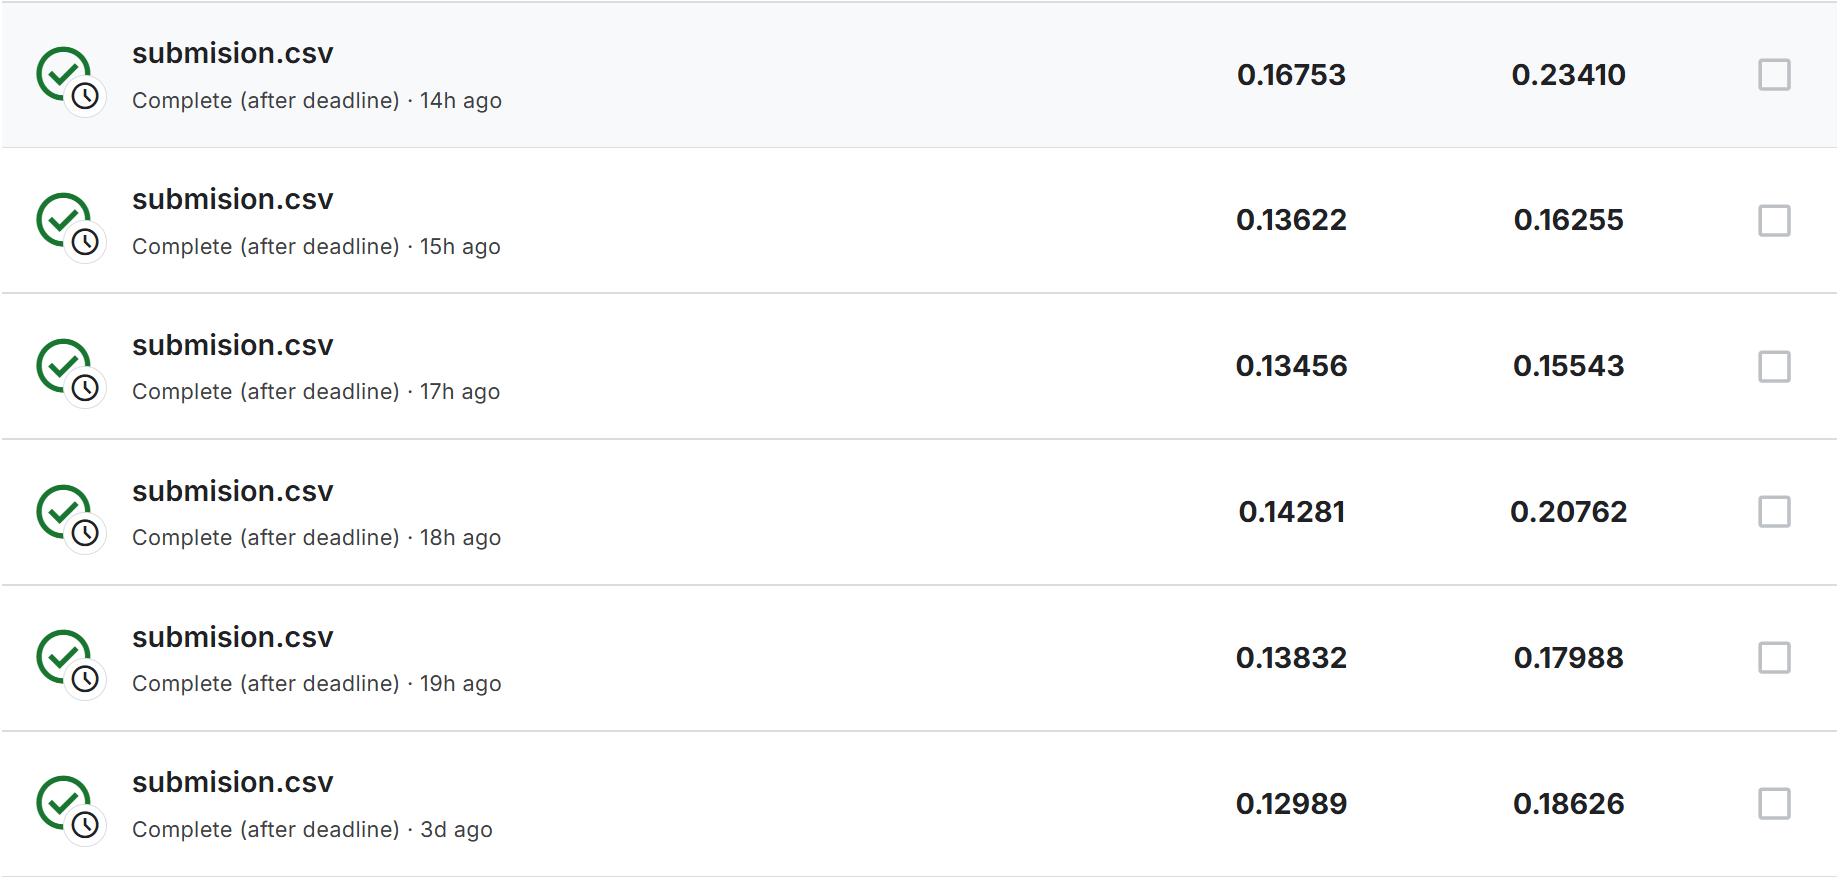 submision.csv
0.16753 0.23410
Complete (after deadline) · 14h ago
submision.csv
0.13622 0.16255
Complete (after deadline) · 15h ago
submision.csv
0.13456 0.15543
Complete (after deadline) · 17h ago
submision.csv
0.14281 0.20762
Complete (after deadline) · 18h ago
submision.csv
0.13832 0.17988
Complete (after deadline) · 19h ago
submision.csv
0.12989 0.18626
Complete (after deadline) · 3d ago